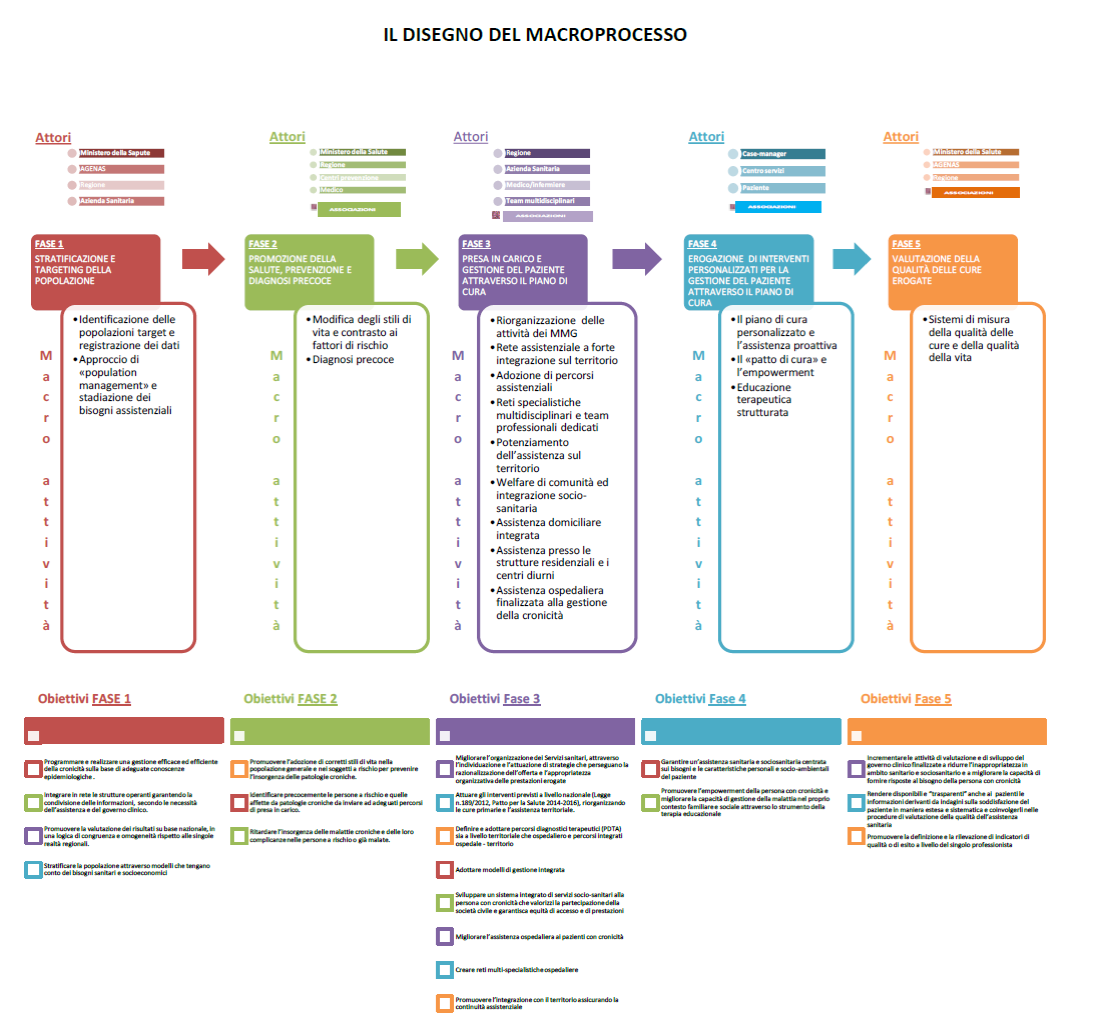 IL DISEGNO DEL MACROPROCESSO
Attori
Ministero della Sapute
AGENAS
Regione
Azienda Sanitaria
Attori
Ministero della Salute
Regione
Centri prevenzione
Medico
ASSOCIAZIONI
Attori
Regione
Azienda Sanitaria
Medico/infermiere
Team multidisciplinari
ASSOCIAZIONI
Attori
Case-manager
Centro servizi
Paziente
ASSOCIAZIONI
Attori
Ministero della Salute
AGENAS
Regione
ASSOCIAZIONI
FASE 1
STRATIFICAZIONE E
TARGETING DELLA
POPOLAZIONE
FASE 2
PROMOZIONE DELLA
SALUTE, PREVENZIONE E
DIAGNOSI PRECOCE
FASE 3
PRESA IN CARICO E
GESTIONE DEL PAZIENTE
ATTRAVERSO IL PIANO DI
CURA
FASE 4
EROGAZIONE DI INTERVENTI
PERSONALIZZATI PER LA
GESTIONE DEL PAZIENTE
ATTRAVERSO IL PIANO DI
CURA
FASE 5
VALUTAZIONE DELLA
QUALITÀ DELLE CURE
EROGATE
Macro attività
•Identificazione delle
popolazioni target e
registrazione dei dati
•Approccio di
«population
management» e
stadiazione dei
bisogni assistenziali
Macro attività
•Modifica degli stili di
vita e contrasto ai
fattori di rischio
•Diagnosi precoce
Macro attività
•Riorganizzazione delle
attività dei MMG
•Rete assistenziale a forte
integrazione sul territorio
•Adozione di percorsi
assistenziali
•Reti specialistiche
multidisciplinari e team
professionali dedicati
•Potenziamento
dell'assistenza sul
territorio
•Welfare di comunità ed
integrazione socio-
sanitaria
•Assistenza domiciliare
integrata
•Assistenza presso le
strutture residenziali e i
centri diurni
•Assistenza ospedaliera
finalizzata alla gestione
della cronicità
Macro attività
•Il piano di cura
personalizzato e
l'assistenza proattiva
•Il «patto di cura» e
l'empowerment
•Educazione
terapeutica
strutturata
Macro attività
•Sistemi di misura
della qualità delle
cure e della qualità
della vita
Obiettivi FASE 1
Programmare e realizzare una gestione efficace ed efficiente
della cronicità sulla base di adeguate conoscenze
epidemiologiche .
Integrare in rete le strutture operanti garantendo la
condivisione delle informazioni, secondo le necessità
dell'assistenza e del governo clinico.
Promuovere la valutazione dei risultati su base nazionale, in
una logica di congruenza e omogeneità rispetto alle singole
realtà regionali.
Stratificare la popolazione attraverso modelli che tengano
conto dei bisogni sanitari e socioeconomici
Obiettivi FASE 2
Promuovere l'adozione di corretti stili di vita nella
popolazione generale e nei soggetti a rischio per prevenire
l'insorgenza delle patologie croniche.
Identificare precocemente le persone a rischio e quelle
affette da patologie croniche da inviare ad adeguati percorsi
di presa in carico.
Ritardare l'insorgenza delle malattie croniche e delle loro
complicanze nelle persone a rischio o già malate.
Obiettivi Fase 3
Migliorare l'organizzazione dei Servizi sanitari, attraverso
l'individuazione e l'attuazione di strategie che perseguano la
razionalizzazione dell'offerta e l'appropriatezza
organizzativa delle prestazioni erogate
Attuare gli interventi previsti a livello nazionale (Legge
n.189/2012, Patto per la Salute 2014-2016), riorganizzando
le cure primarie e l'assistenza territoriale.
Definire e adottare percorsi diagnostici terapeutici (PDTA)
sia a livello territoriale che ospedaliero e percorsi integrati
ospedale - territorio
Adottare modelli di gestione integrata
Sviluppare un sistema integrato di servizi socio-sanitari alla
persona con cronicità che valorizzi la partecipazione della
società civile e garantisca equità di accesso e di prestazioni
Migliorare l'assistenza ospedaliera ai pazienti con cronicità
Creare reti multi-specialistiche ospedaliere
Promuovere l'integrazione con il territorio assicurando la
continuità assistenziale
Obiettivi Fase 4
Garantire un'assistenza sanitaria e sociosanitaria centrata
sui bisogni e le caratteristiche personali e socio-ambientali
del paziente
Promuovere l'empowerment della persona con cronicità e
migliorare la capacità di gestione della malattia nel proprio
contesto familiare e sociale attraverso lo strumento della
terapia educazionale
Obiettivi Fase 5
Incrementare le attività di valutazione e di sviluppo del
governo clinico finalizzate a ridurre l'inappropriatezza in
ambito sanitario e sociosanitario e a migliorare la capacità di
fornire risposte al bisogno della persona con cronicità
Rendere disponibili e "trasparenti" anche ai pazienti le
informazioni derivanti da indagini sulla soddisfazione del
paziente in maniera estesa e sistematica e coinvolgerli nelle
procedure di valutazione della qualità dell'assistenza
sanitaria
Promuovere la definizione e la rilevazione di indicatori di
qualità o di esito a livello del singolo professionista